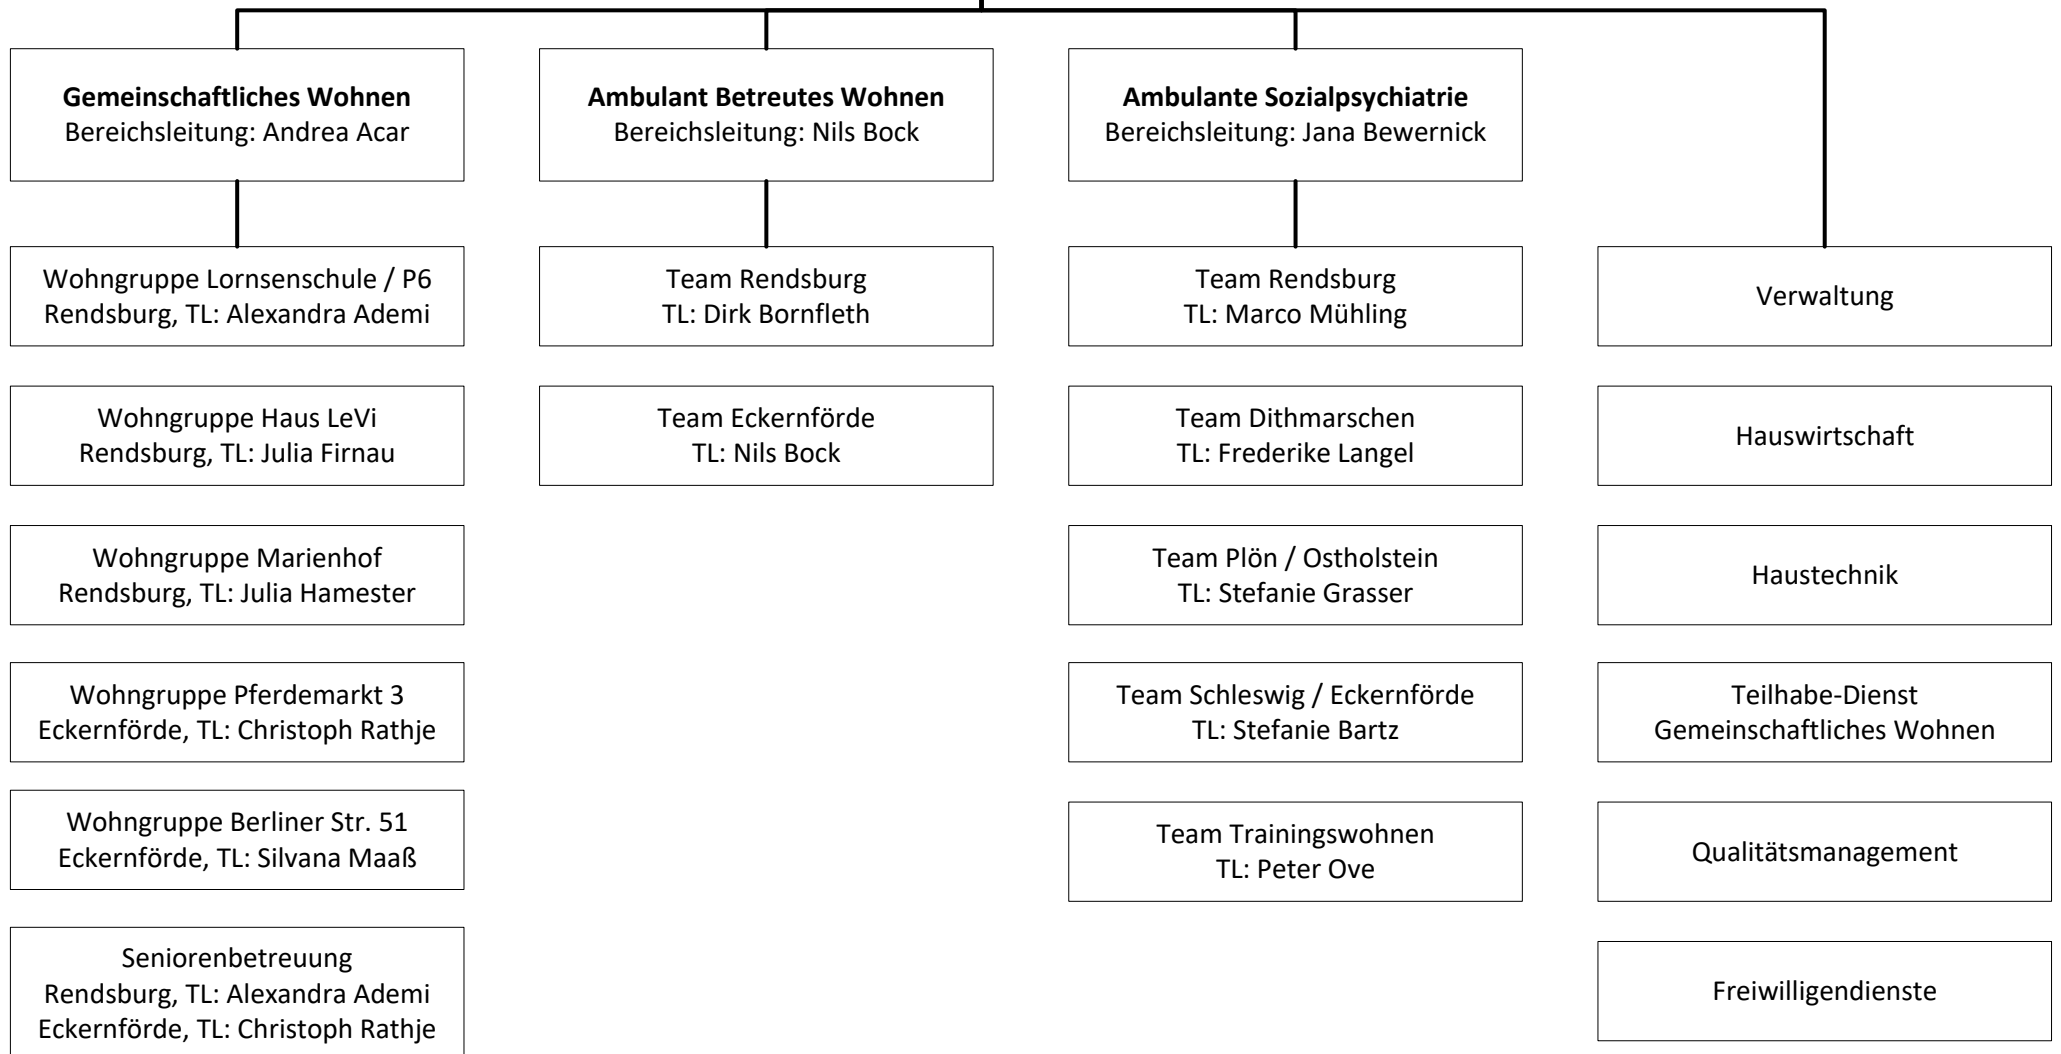 Gemeinschaftliches Wohnen
Bereichsleitung: Andrea Acar
Wohngruppe Lornsenschule / P6
Rendsburg, TL: Alexandra Ademi
Wohngruppe Haus LeVi
Rendsburg, TL: Julia Firnau
Wohngruppe Marienhof
Rendsburg, TL: Julia Hamester
Wohngruppe Pferdemarkt 3
Eckernförde, TL: Christoph Rathje
Wohngruppe Berliner Str. 51
Eckernförde, TL: Silvana Maaß
Seniorenbetreuung
Rendsburg, TL: Alexandra Ademi
Eckernförde, TL: Christoph Rathje
Ambulant Betreutes Wohnen
Bereichsleitung: Nils Bock
Team Rendsburg
TL: Dirk Bornfleth
Team Eckernförde
TL: Nils Bock
Ambulante Sozialpsychiatrie
Bereichsleitung: Jana Bewernick
Team Rendsburg
TL: Marco Mühling
Team Dithmarschen
TL: Frederike Langel
Team Plön / Ostholstein
TL: Stefanie Grasser
Team Schleswig / Eckernförde
TL: Stefanie Bartz
Team Trainingswohnen
TL: Peter Ove
Verwaltung
Hauswirtschaft
Haustechnik
Teilhabe-Dienst
Gemeinschaftliches Wohnen
Qualitätsmanagement
Freiwilligendienste